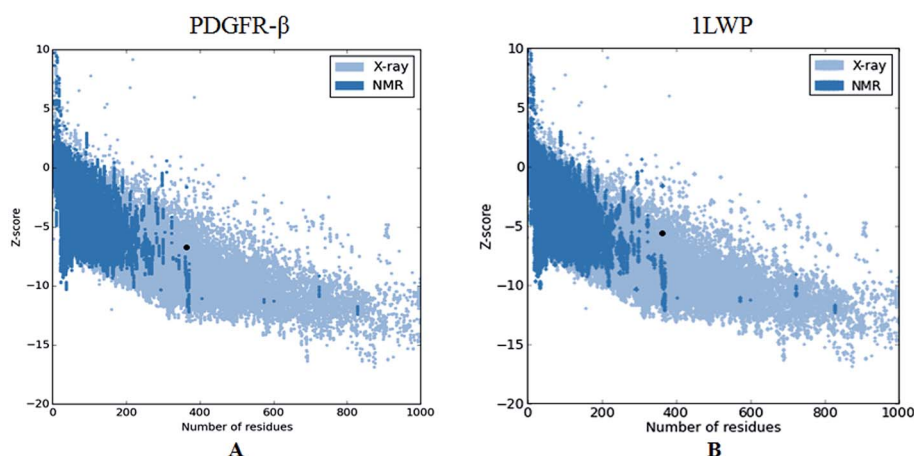 PDGFR-β
10
5
0
−5
−10
−15
−20
Z-score
X-ray
NMR
0 200 400 600 800 1000
Number of residues
A
1LWP
10
5
0
−5
−10
−15
−20
Z-score
X-ray
NMR
0 200 400 600 800 1000
Number of residues
B